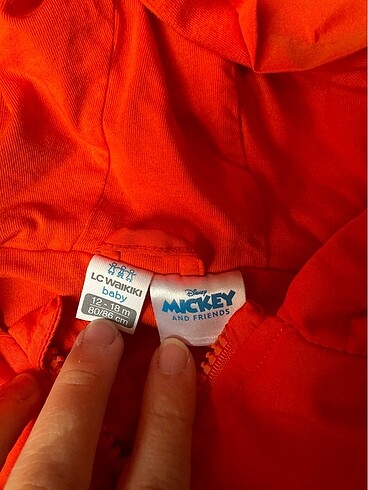 LC WAIKIKI
baby
12 - 18 m
80/86 cm
Disney
MICKEY
AND FRIENDS